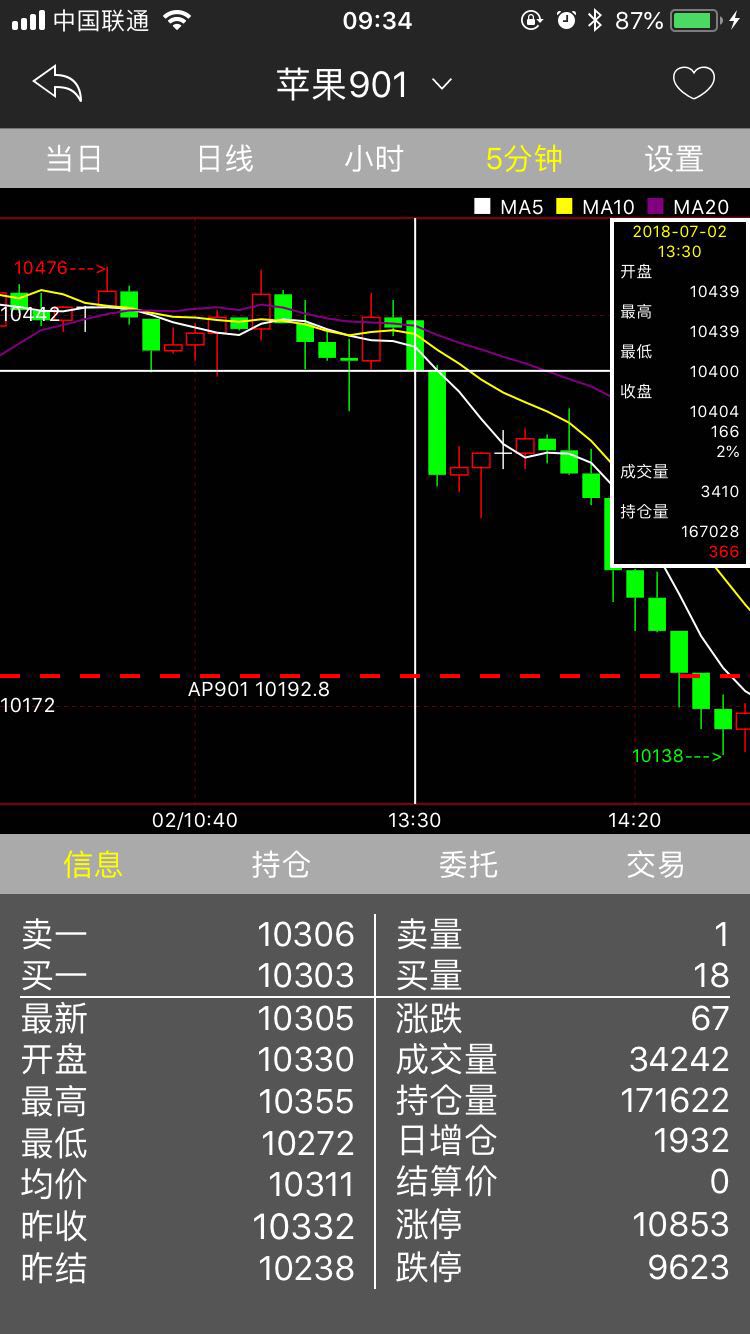 中国联通 09:34 87%
苹果901
当日 日线 小时 5分钟 设置
MA5 MA10 MA20
2018-07-02
13:30
开盘
10439
最高
10439
最低
10400
收盘
10404
166
2%
成交量
3410
持仓量
167028
366
10476--->
10442
AP901 10192.8
10172
10138--->
02/10:40 13:30 14:20
信息 持仓 委托 交易
卖一 10306 卖量 1
买一 10303 买量 18
最新 10305 涨跌 67
开盘 10330 成交量 34242
最高 10355 持仓量 171622
最低 10272 日增仓 1932
均价 10311 结算价 0
昨收 10332 涨停 10853
昨结 10238 跌停 9623